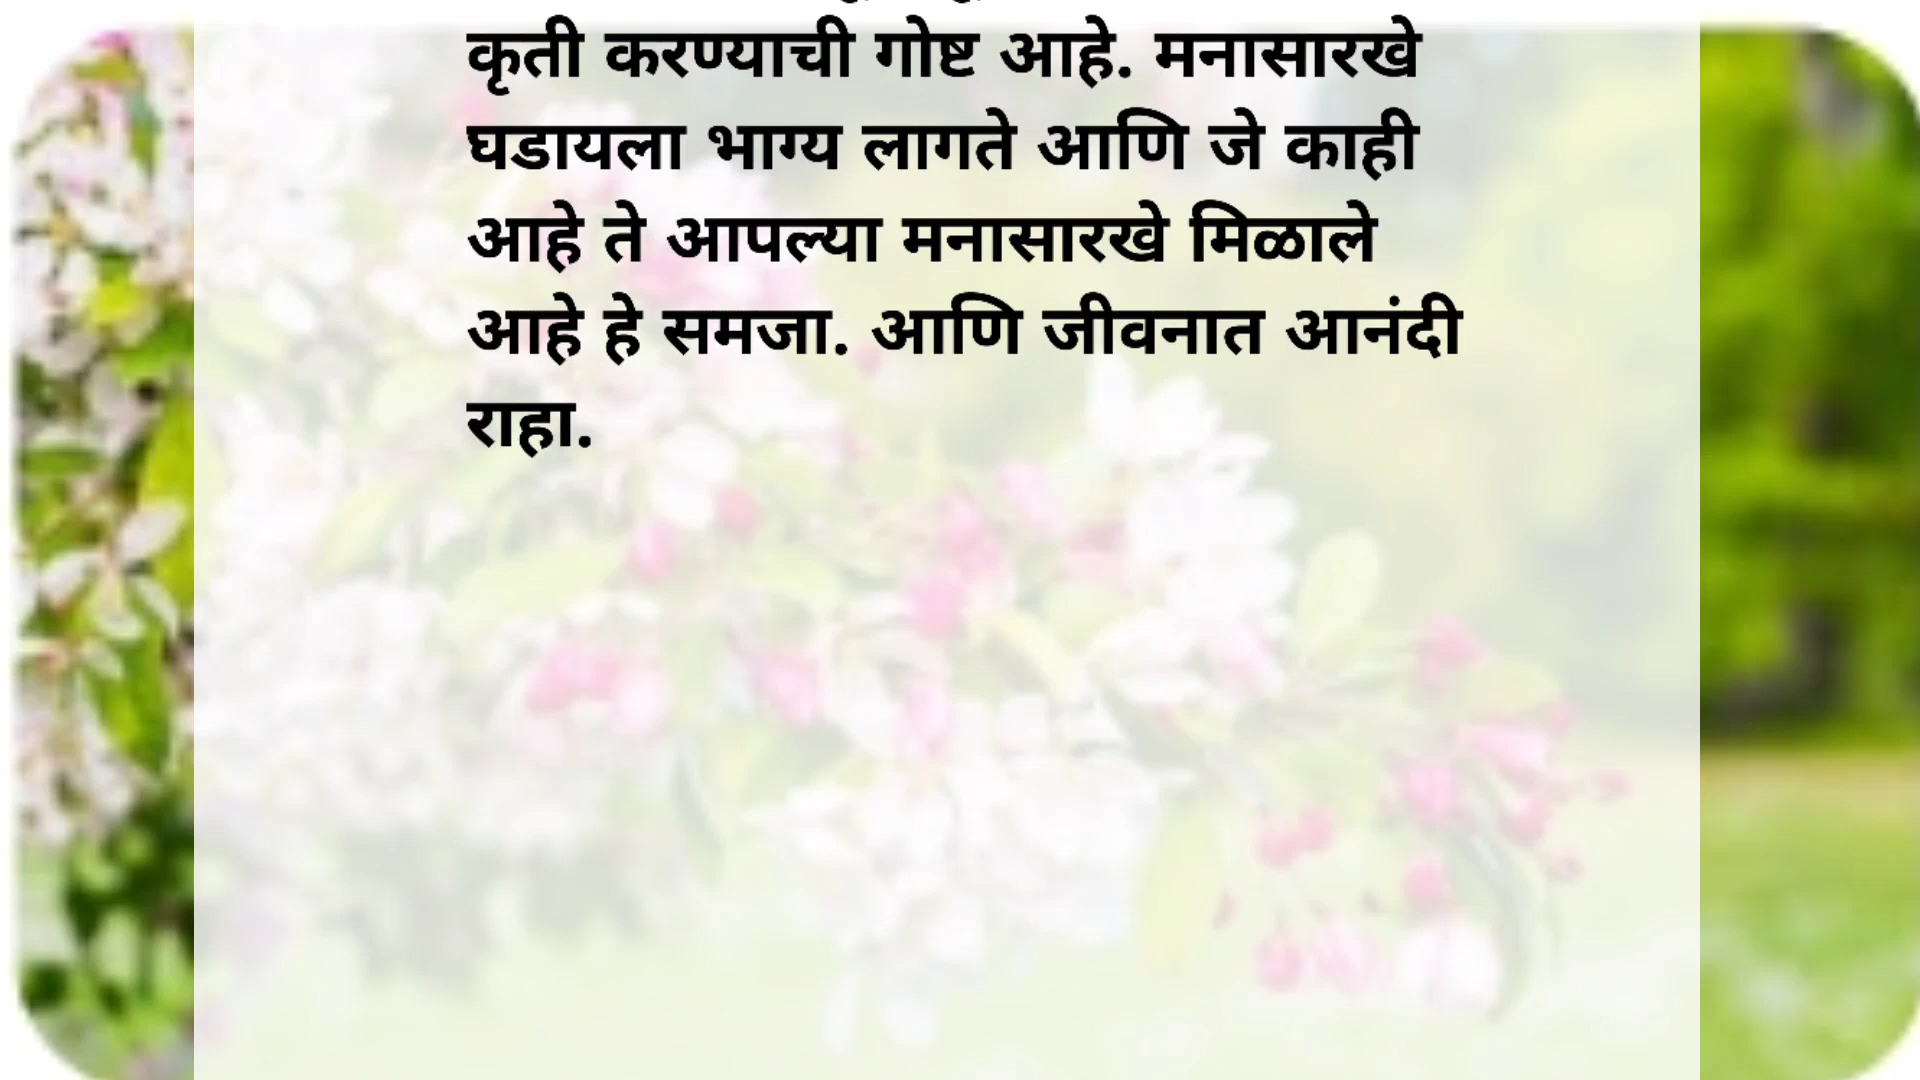 कृती करण्याची गोष्ट आहे. मनासारखे
घडायला भाग्य लागते आणि जे काही
आहे ते आपल्या मनासारखे मिळाले
आहे हे समजा. आणि जीवनात आनंदी
राहा.